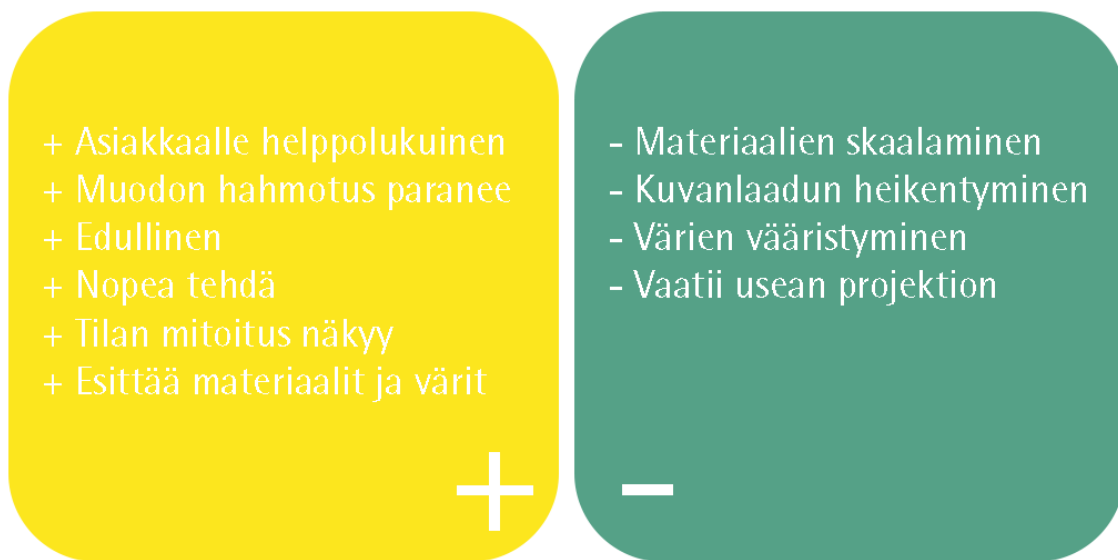 + Asiakkaalle helppolukuinen
+ Muodon hahmotus paranee
+ Edullinen
+ Nopea tehdä
+ Tilan mitoitus näkyy
+ Esittää materiaalit ja värit
+
- Materiaalien skaalaminen
- Kuvanlaadun heikentyminen
- Värien vääristyminen
- Vaatii usean projektion
-